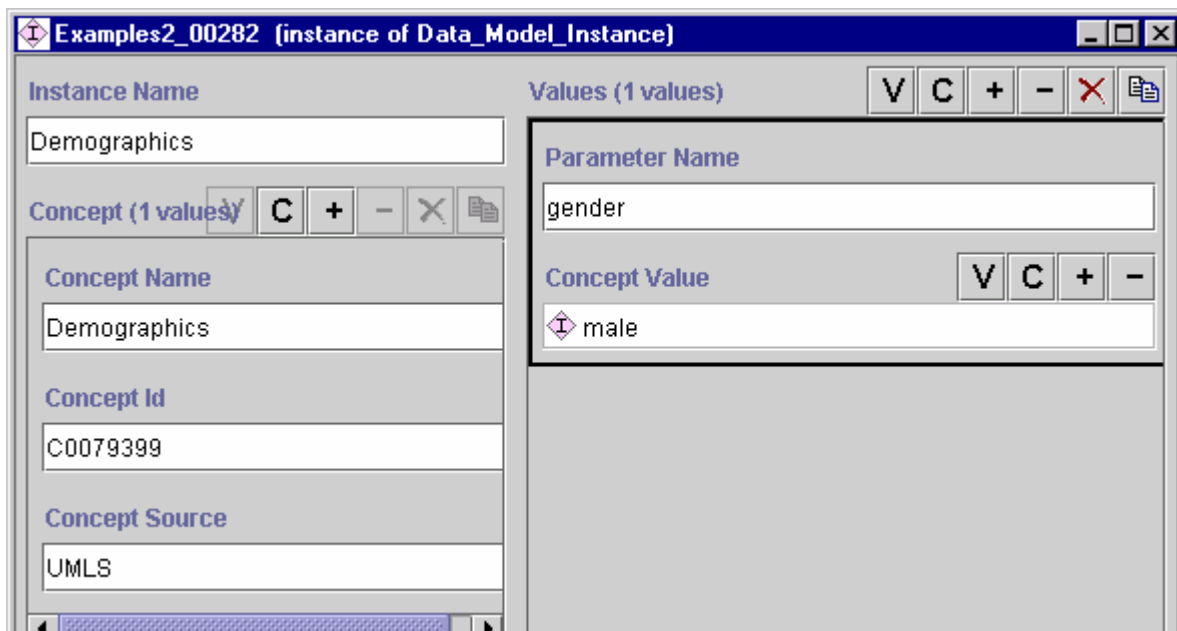 Examples2_00282 (instance of Data_Model_Instance)
Instance Name
Demographics
Concept (1 values) V C + −
Concept Name
Demographics
Concept Id
C0079399
Concept Source
UMLS
Values (1 values) V C + −
Parameter Name
gender
Concept Value V C + −
I male